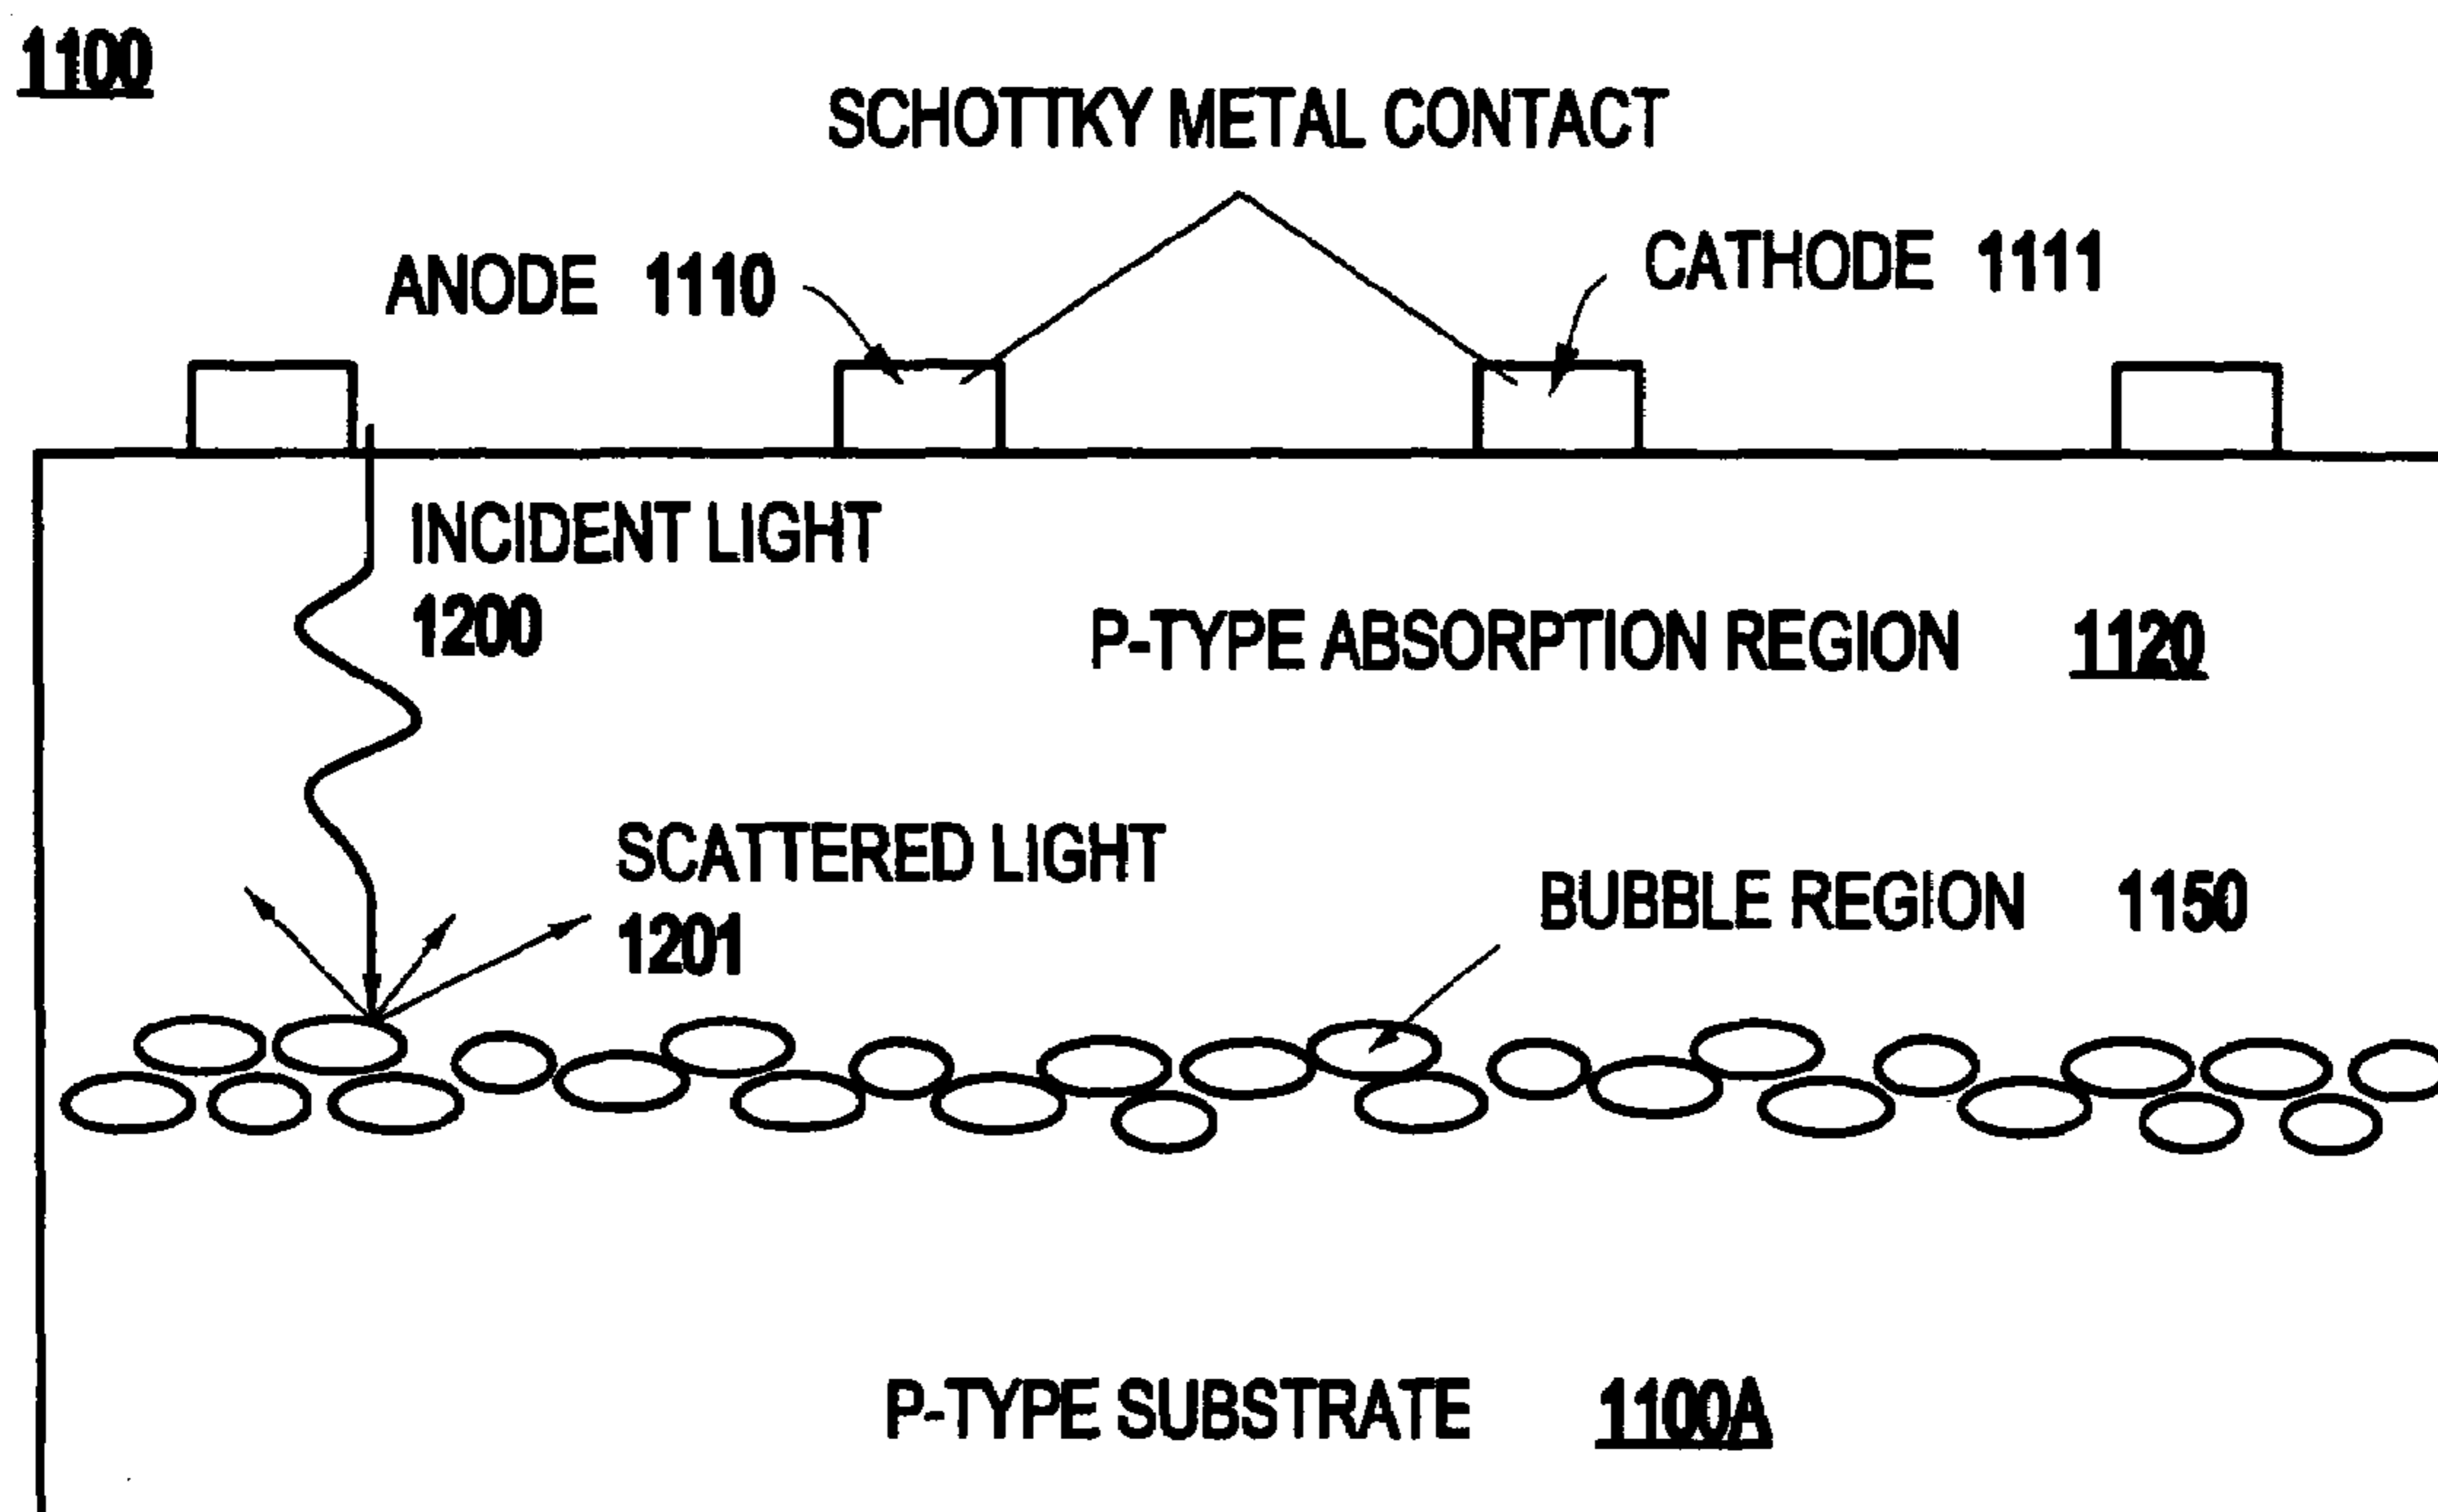 1100
SCHOTTKY METAL CONTACT
ANODE 1110
CATHODE 1111
INCIDENT LIGHT
1200
P-TYPE ABSORPTION REGION 1120
SCATTERED LIGHT
1201
BUBBLE REGION 1150
P-TYPE SUBSTRATE 1100A